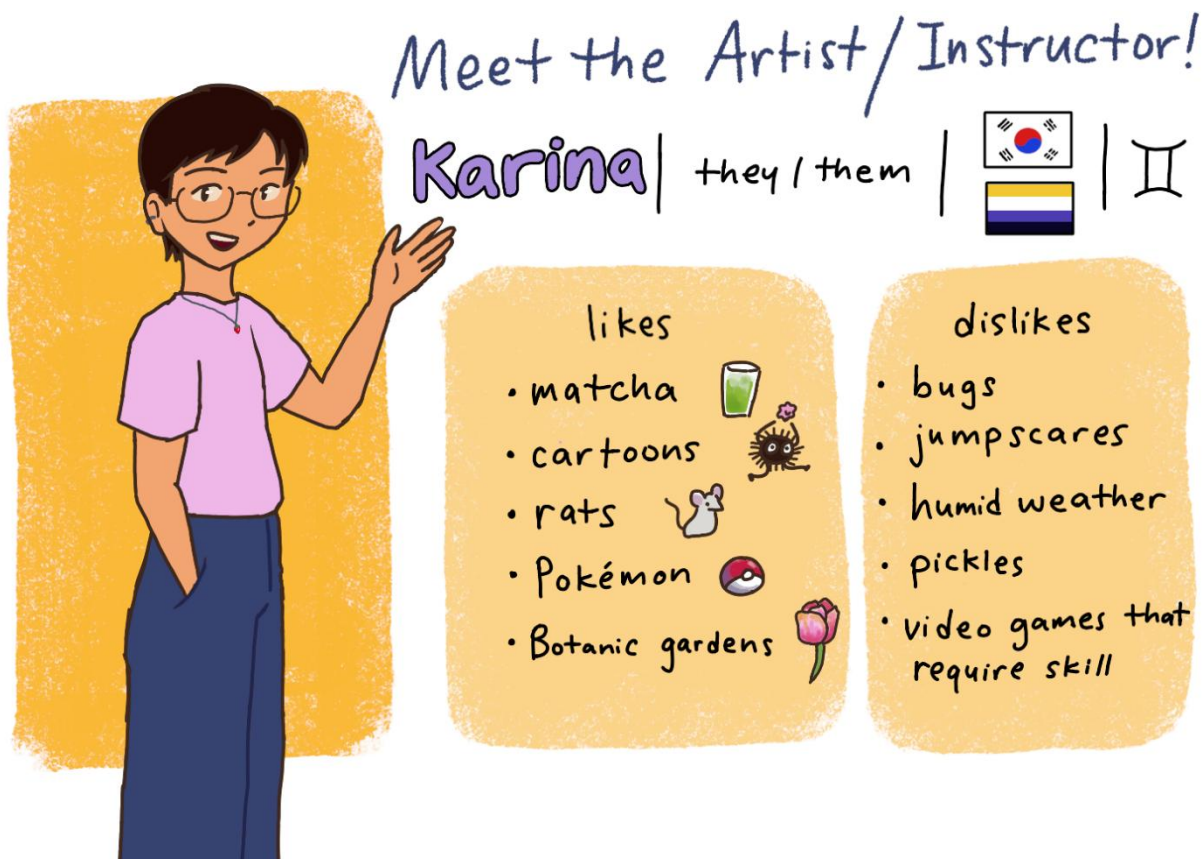 Meet the Artist/Instructor!
Karina | they / them | | ♊
likes
• matcha
• cartoons
• rats
• Pokémon
• Botanic gardens
dislikes
• bugs
• jumpscares
• humid weather
• pickles
• video games that
require skill